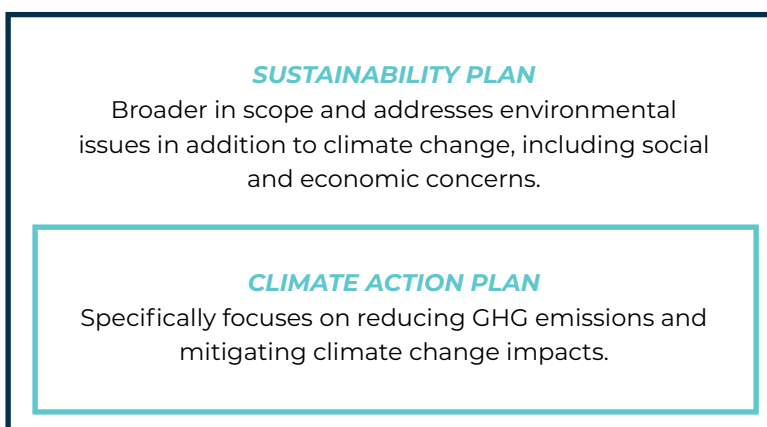 SUSTAINABILITY PLAN
Broader in scope and addresses environmental
issues in addition to climate change, including social
and economic concerns.
CLIMATE ACTION PLAN
Specifically focuses on reducing GHG emissions and
mitigating climate change impacts.